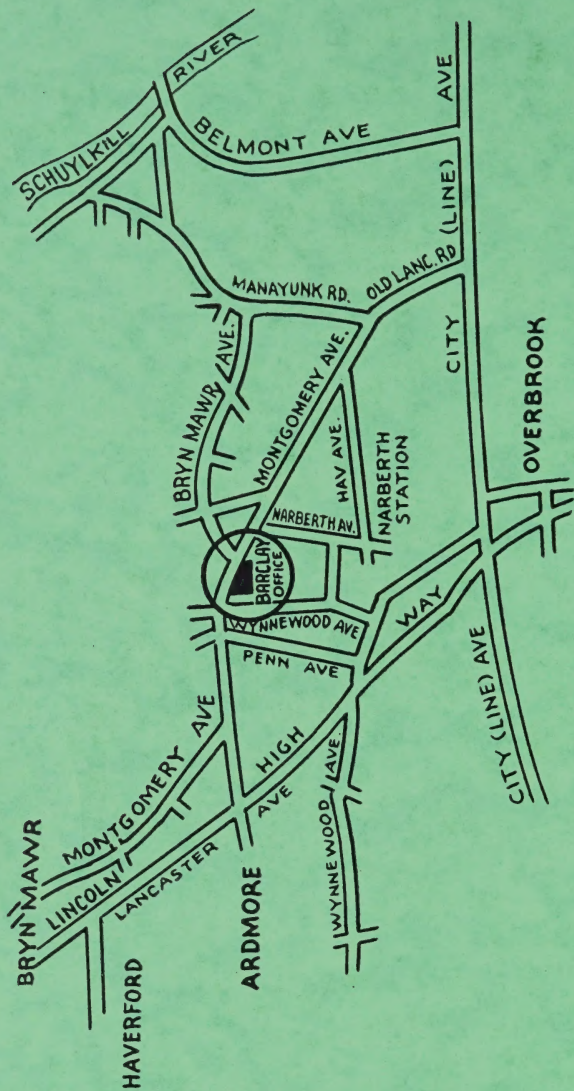 SCHUYLKILL RIVER
BELMONT AVE
MANAYUNK RD.
OLD LANC. RD
CITY (LINE) AVE
BRYN MAWR AVE.
MONTGOMERY AVE.
HAV AVE.
NARBERTH AV.
NARBERTH
STATION
OVERBROOK
BARCLAY
OFFICE
WYNNEWOOD AVE
PENN AVE
BRYN MAWR
MONTGOMERY AVE
LINCOLN HIGH WAY
LANCASTER AVE
HAVERFORD
ARDMORE
WYNNEWOOD AVE.
CITY (LINE) AVE